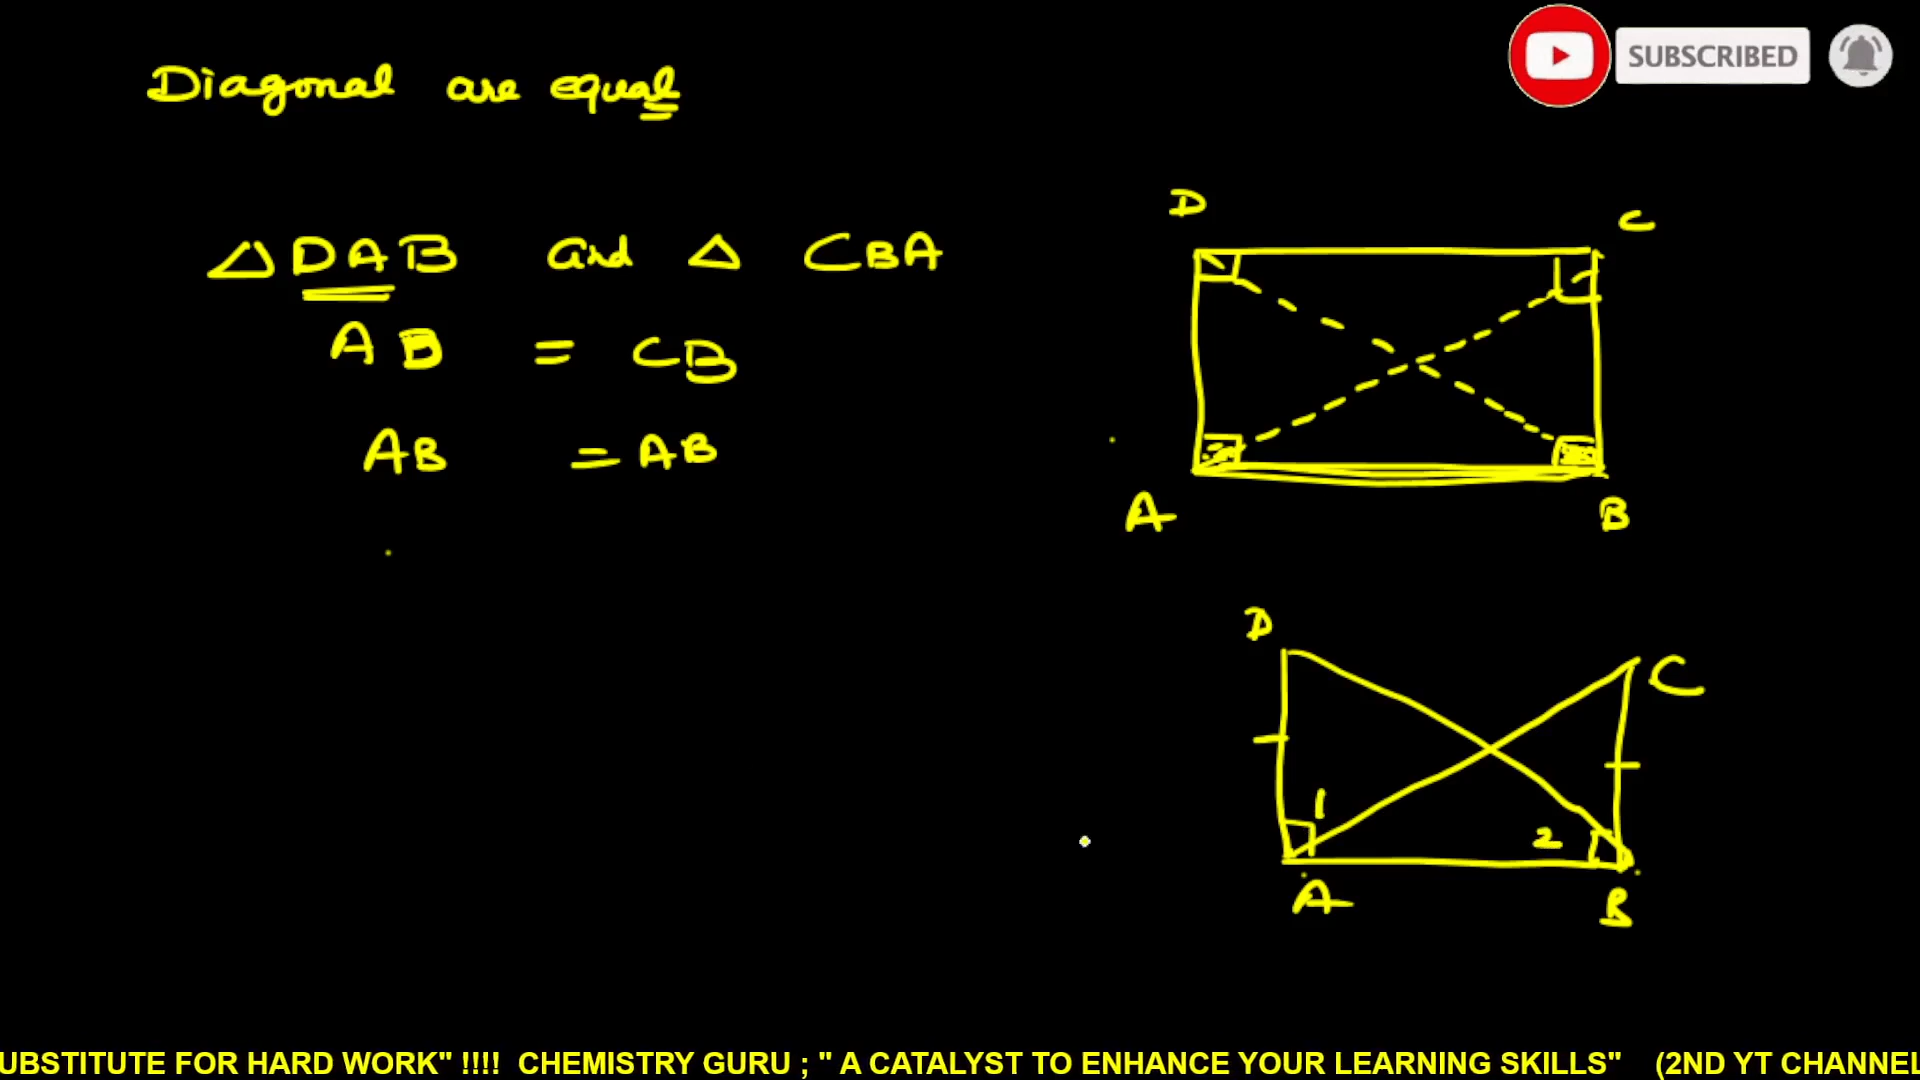 SUBSCRIBED
Diagonal are equal
△ DAB and △ CBA
AB = CB
AB = AB
D
C
A
B
D
C
1
2
A
B
UBSTITUTE FOR HARD WORK" !!!! CHEMISTRY GURU ; " A CATALYST TO ENHANCE YOUR LEARNING SKILLS" (2ND YT CHANNEL